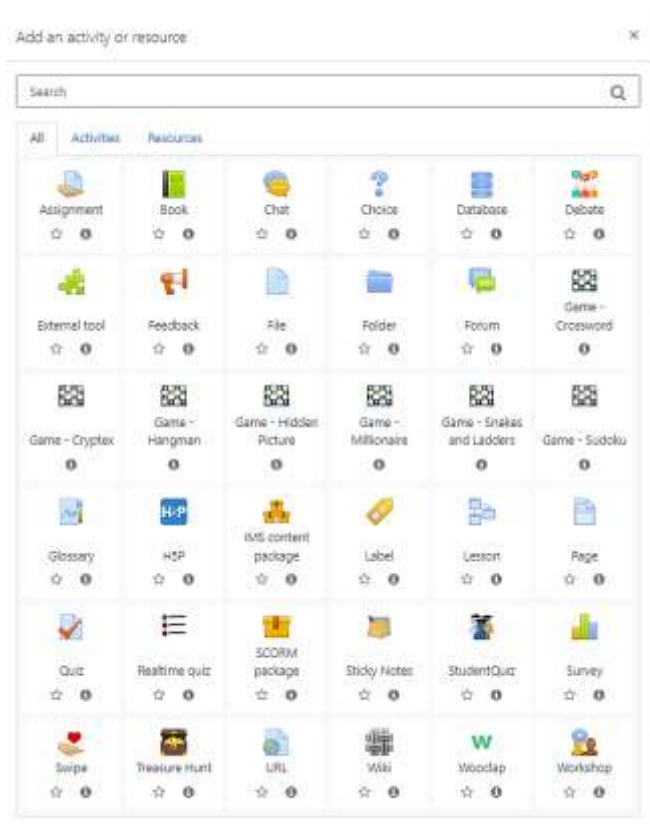 Add an activity or resource
Search
All Activities Resources
Assignment Book Chat Choice Database Debate
External tool Feedback File Folder Forum Game -
Crossword
Game - Cryptex Game -
Hangman Game - Hidden
Picture Game -
Millionaire Game - Snakes
and Ladders Game - Sudoku
Glossary H5P IMS content
package Label Lesson Page
Quiz Realtime quiz SCORM
package Sticky Notes StudentQuiz Survey
Swipe Treasure Hunt URL Wiki Wooclap Workshop